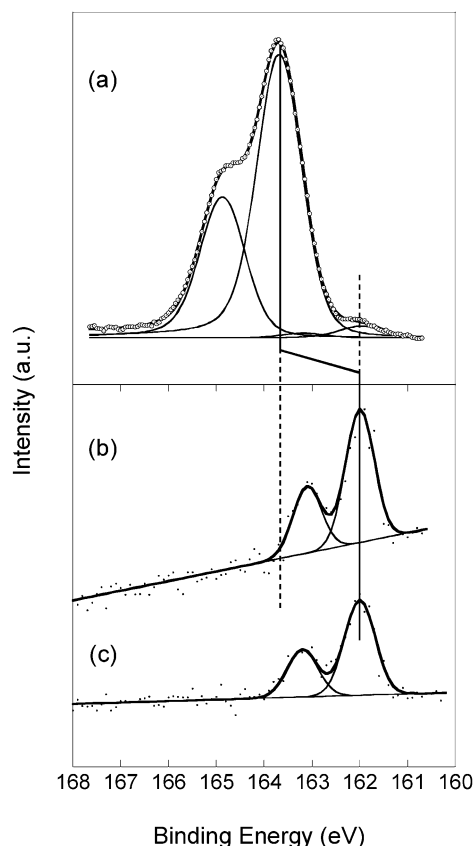 (a)
Intensity (a.u.)
(b)
(c)
168 167 166 165 164 163 162 161 160
Binding Energy (eV)